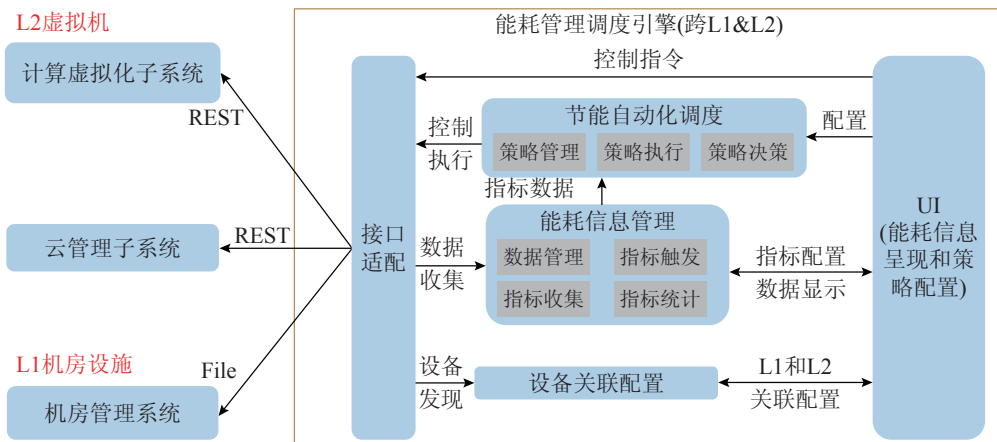 L2虚拟机
能耗管理调度引擎(跨L1&L2)
计算虚拟化子系统
REST
云管理子系统
REST
L1机房设施
File
机房管理系统
接口
适配
控制指令
控制
执行
节能自动化调度
策略管理
策略执行
策略决策
配置
指标数据
能耗信息管理
数据管理
指标触发
指标收集
指标统计
数据
收集
指标配置
数据显示
设备
发现
设备关联配置
L1和L2
关联配置
UI
(能耗信息
呈现和策
略配置)